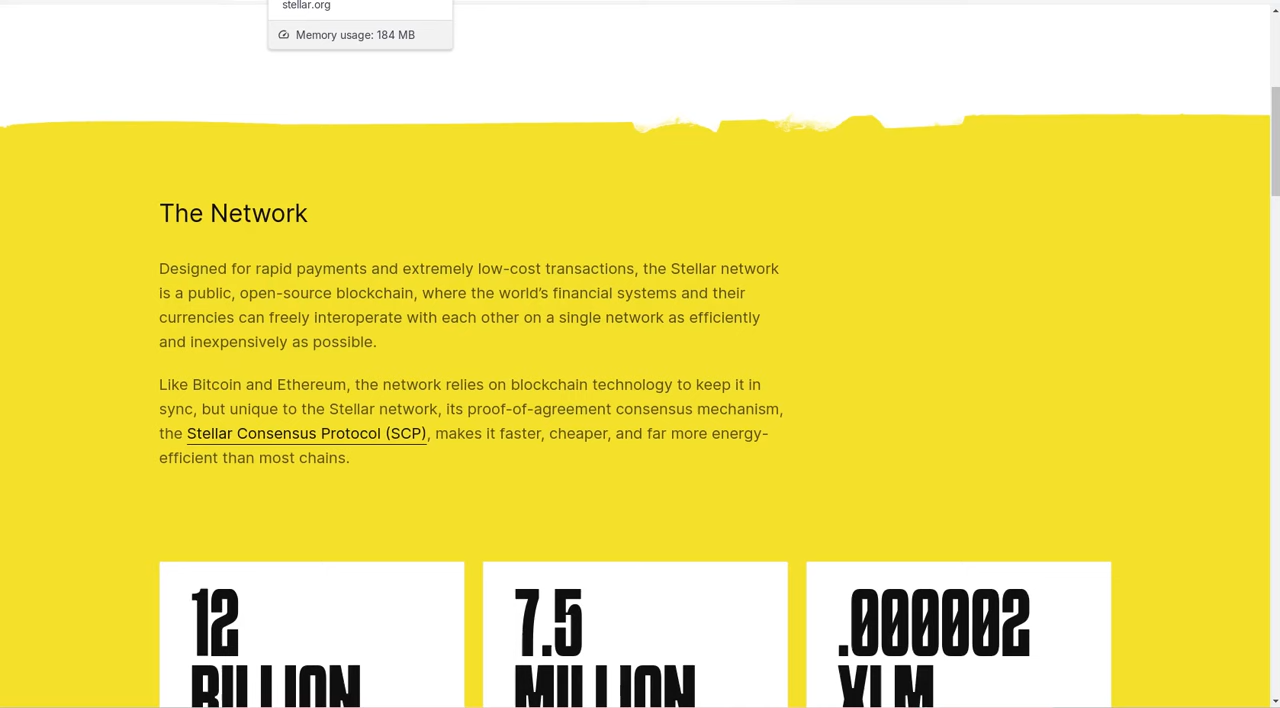 stellar.org
Memory usage: 184 MB
The Network
Designed for rapid payments and extremely low-cost transactions, the Stellar network
is a public, open-source blockchain, where the world’s financial systems and their
currencies can freely interoperate with each other on a single network as efficiently
and inexpensively as possible.
Like Bitcoin and Ethereum, the network relies on blockchain technology to keep it in
sync, but unique to the Stellar network, its proof-of-agreement consensus mechanism,
the Stellar Consensus Protocol (SCP), makes it faster, cheaper, and far more energy-
efficient than most chains.
12
BILLION
7.5
MILLION
.000002
XLM